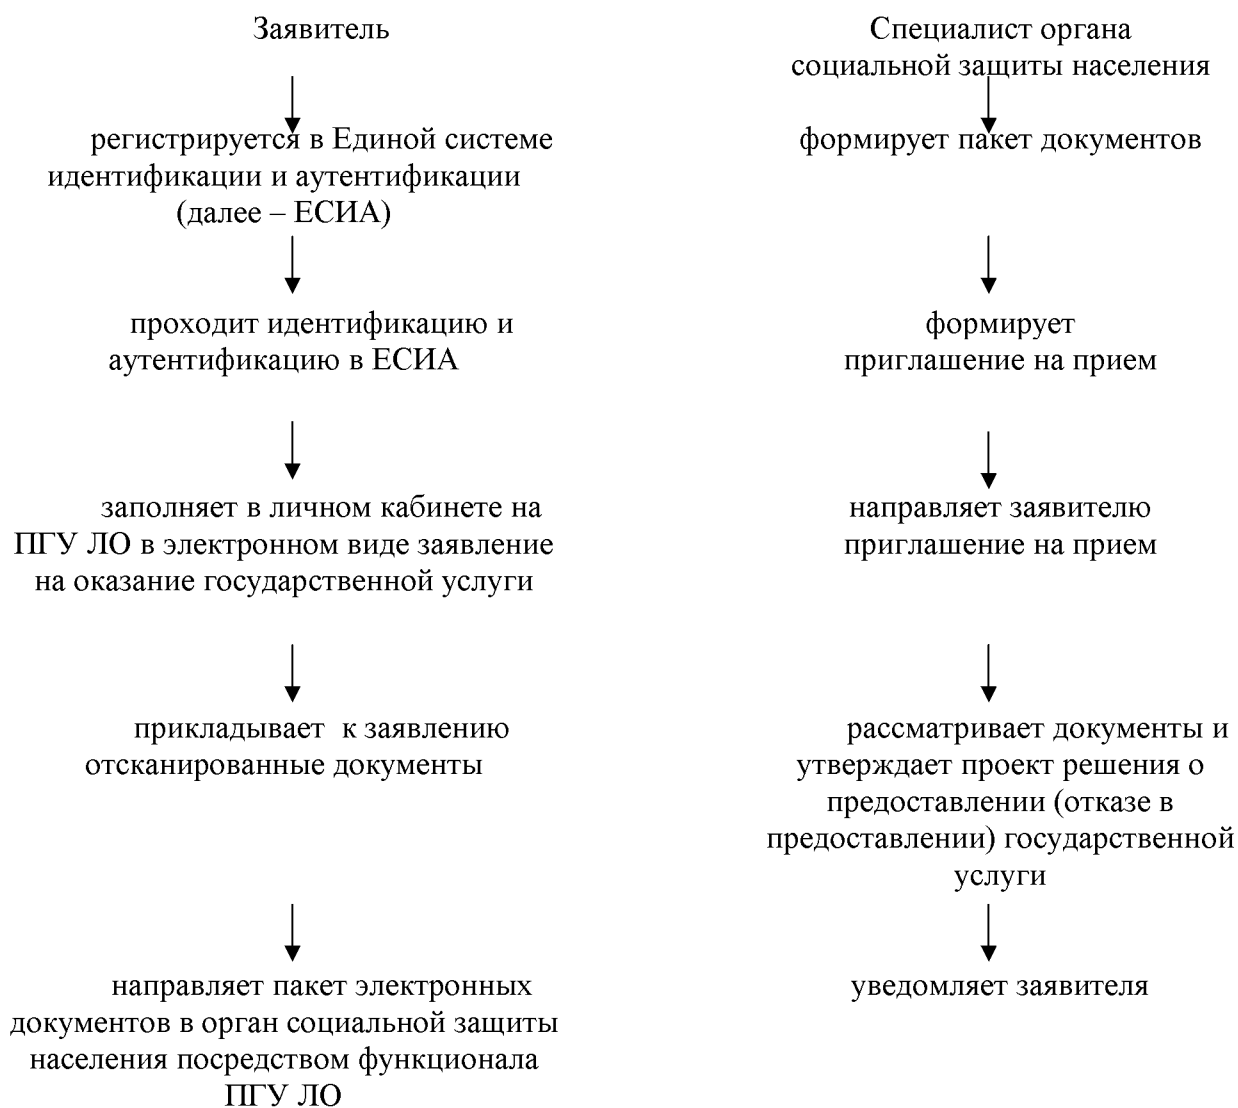 Заявитель
регистрируется в Единой системе
идентификации и аутентификации
(далее – ЕСИА)
проходит идентификацию и
аутентификацию в ЕСИА
заполняет в личном кабинете на
ПГУ ЛО в электронном виде заявление
на оказание государственной услуги
прикладывает к заявлению
отсканированные документы
направляет пакет электронных
документов в орган социальной защиты
населения посредством функционала
ПГУ ЛО
Специалист органа
социальной защиты населения
формирует пакет документов
формирует
приглашение на прием
направляет заявителю
приглашение на прием
рассматривает документы и
утверждает проект решения о
предоставлении (отказе в
предоставлении) государственной
услуги
уведомляет заявителя